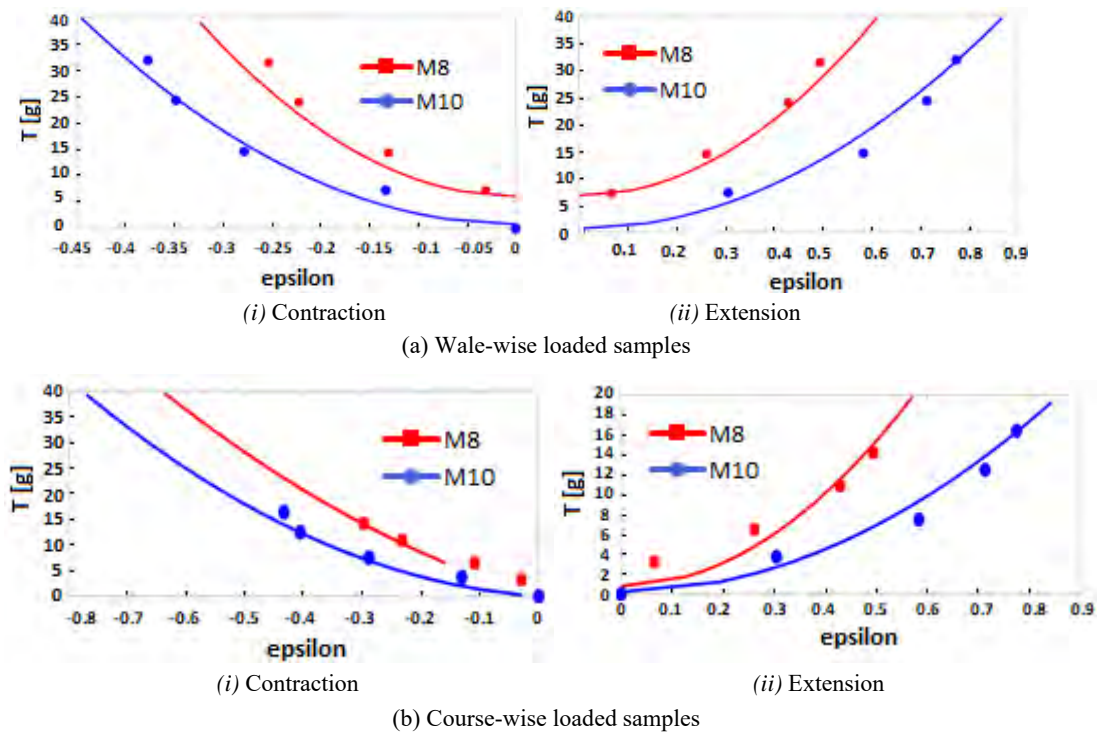 40
35
30
25
20
15
10
5
0
T [g]
M8
M10
-0.45 -0.4 -0.35 -0.3 -0.25 -0.2 -0.15 -0.1 -0.05 0
epsilon
(i) Contraction
40
35
30
25
20
15
10
5
0
T [g]
M8
M10
0.1 0.2 0.3 0.4 0.5 0.6 0.7 0.8 0.9
epsilon
(ii) Extension
(a) Wale-wise loaded samples
40
35
30
25
20
15
10
5
0
T [g]
M8
M10
-0.8 -0.7 -0.6 -0.5 -0.4 -0.3 -0.2 -0.1 0
epsilon
(i) Contraction
20
18
16
14
12
10
8
6
4
2
0
T [g]
M8
M10
0 0.1 0.2 0.3 0.4 0.5 0.6 0.7 0.8 0.9
epsilon
(ii) Extension
(b) Course-wise loaded samples